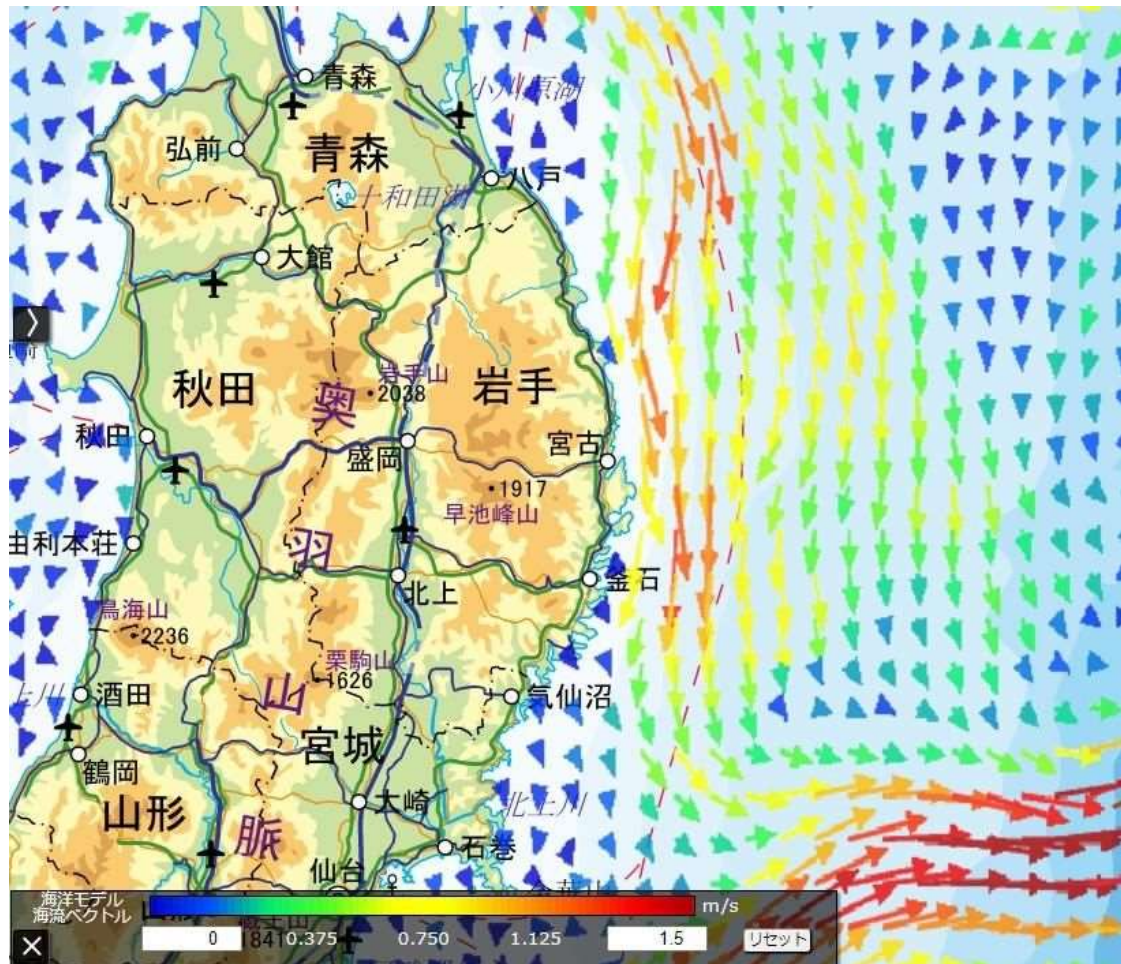 青森
小川原湖
弘前
青森
八戸
十和田湖
大館
秋田
奥
岩手山
2038
岩手
秋田
盛岡
宮古
1917
早池峰山
由利本荘
羽
北上
釜石
鳥海山
2236
栗駒山
1626
山
上川
酒田
気仙沼
宮城
鶴岡
山形
大崎
北上川
脈
石巻
仙台
海洋モデル
海流ベクトル
m/s
1841
0
0.375
0.750
1.125
1.5
リセット